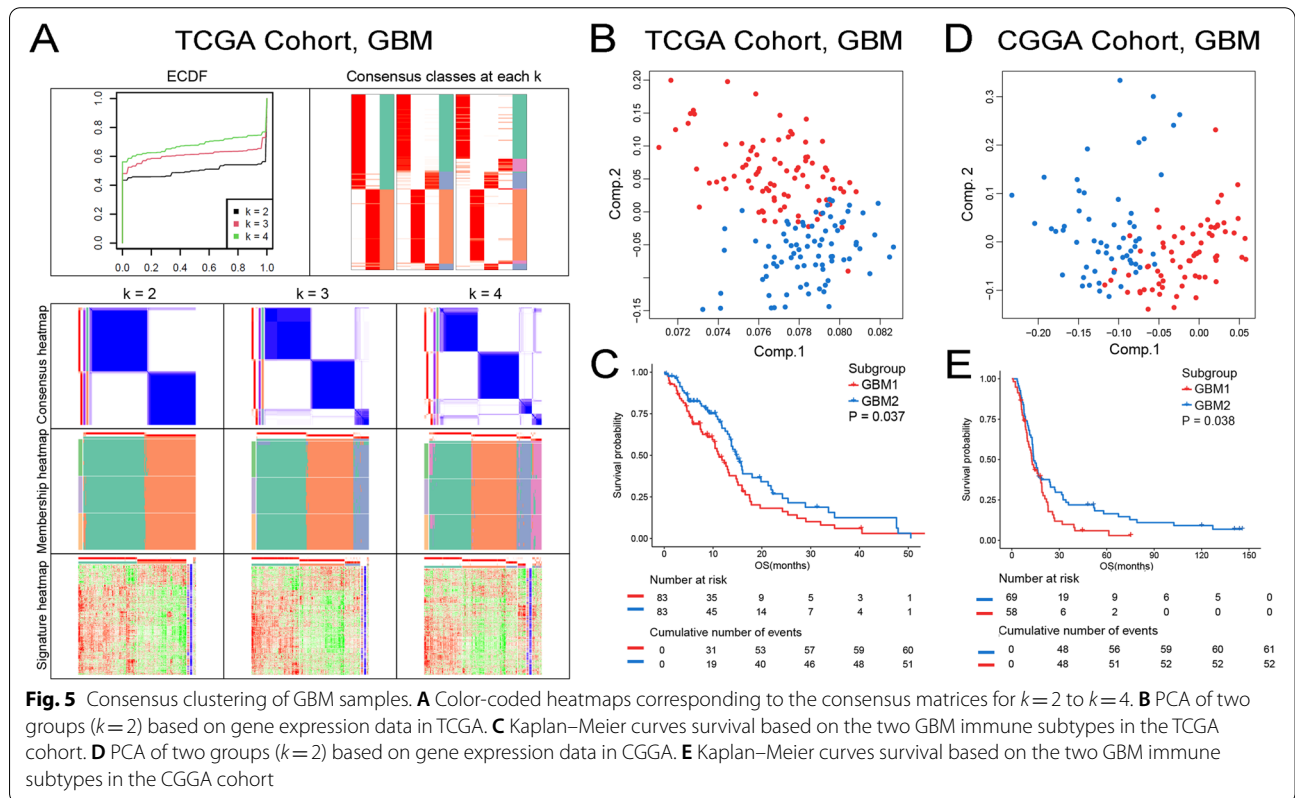 A
TCGA Cohort, GBM
ECDF
Consensus classes at each k
1.0
0.8
0.6
0.4
0.2
0.0
k = 2
k = 3
k = 4
0.0 0.2 0.4 0.6 0.8 1.0
k = 2
k = 3
k = 4
Consensus heatmap
Membership heatmap
Signature heatmap
B
TCGA Cohort, GBM
Comp.2
0.20
0.15
0.10
0.05
0.00
−0.05
−0.15
0.072 0.074 0.076 0.078 0.080 0.082
Comp.1
C
Subgroup
GBM1
GBM2
P = 0.037
Survival probability
1.00
0.75
0.50
0.25
0.00
0 10 20 30 40 50
OS(months)
Number at risk
83 35 9 5 3 1
83 45 14 7 4 1
Cumulative number of events
0 31 53 57 59 60
0 19 40 46 48 51
D
CGGA Cohort, GBM
Comp. 2
0.3
0.2
0.1
0.0
−0.1
−0.20 −0.15 −0.10 −0.05 0.00 0.05
Comp.1
E
Subgroup
GBM1
GBM2
P = 0.038
Survival probability
1.00
0.75
0.50
0.25
0.00
0 30 60 90 120 150
OS(months)
Number at risk
69 19 9 6 5 0
58 6 2 0 0 0
Cumulative number of events
0 48 56 59 60 61
0 48 51 52 52 52
Fig. 5 Consensus clustering of GBM samples. A Color-coded heatmaps corresponding to the consensus matrices for k = 2 to k = 4. B PCA of two
groups (k = 2) based on gene expression data in TCGA. C Kaplan–Meier curves survival based on the two GBM immune subtypes in the TCGA
cohort. D PCA of two groups (k = 2) based on gene expression data in CGGA. E Kaplan–Meier curves survival based on the two GBM immune
subtypes in the CGGA cohort